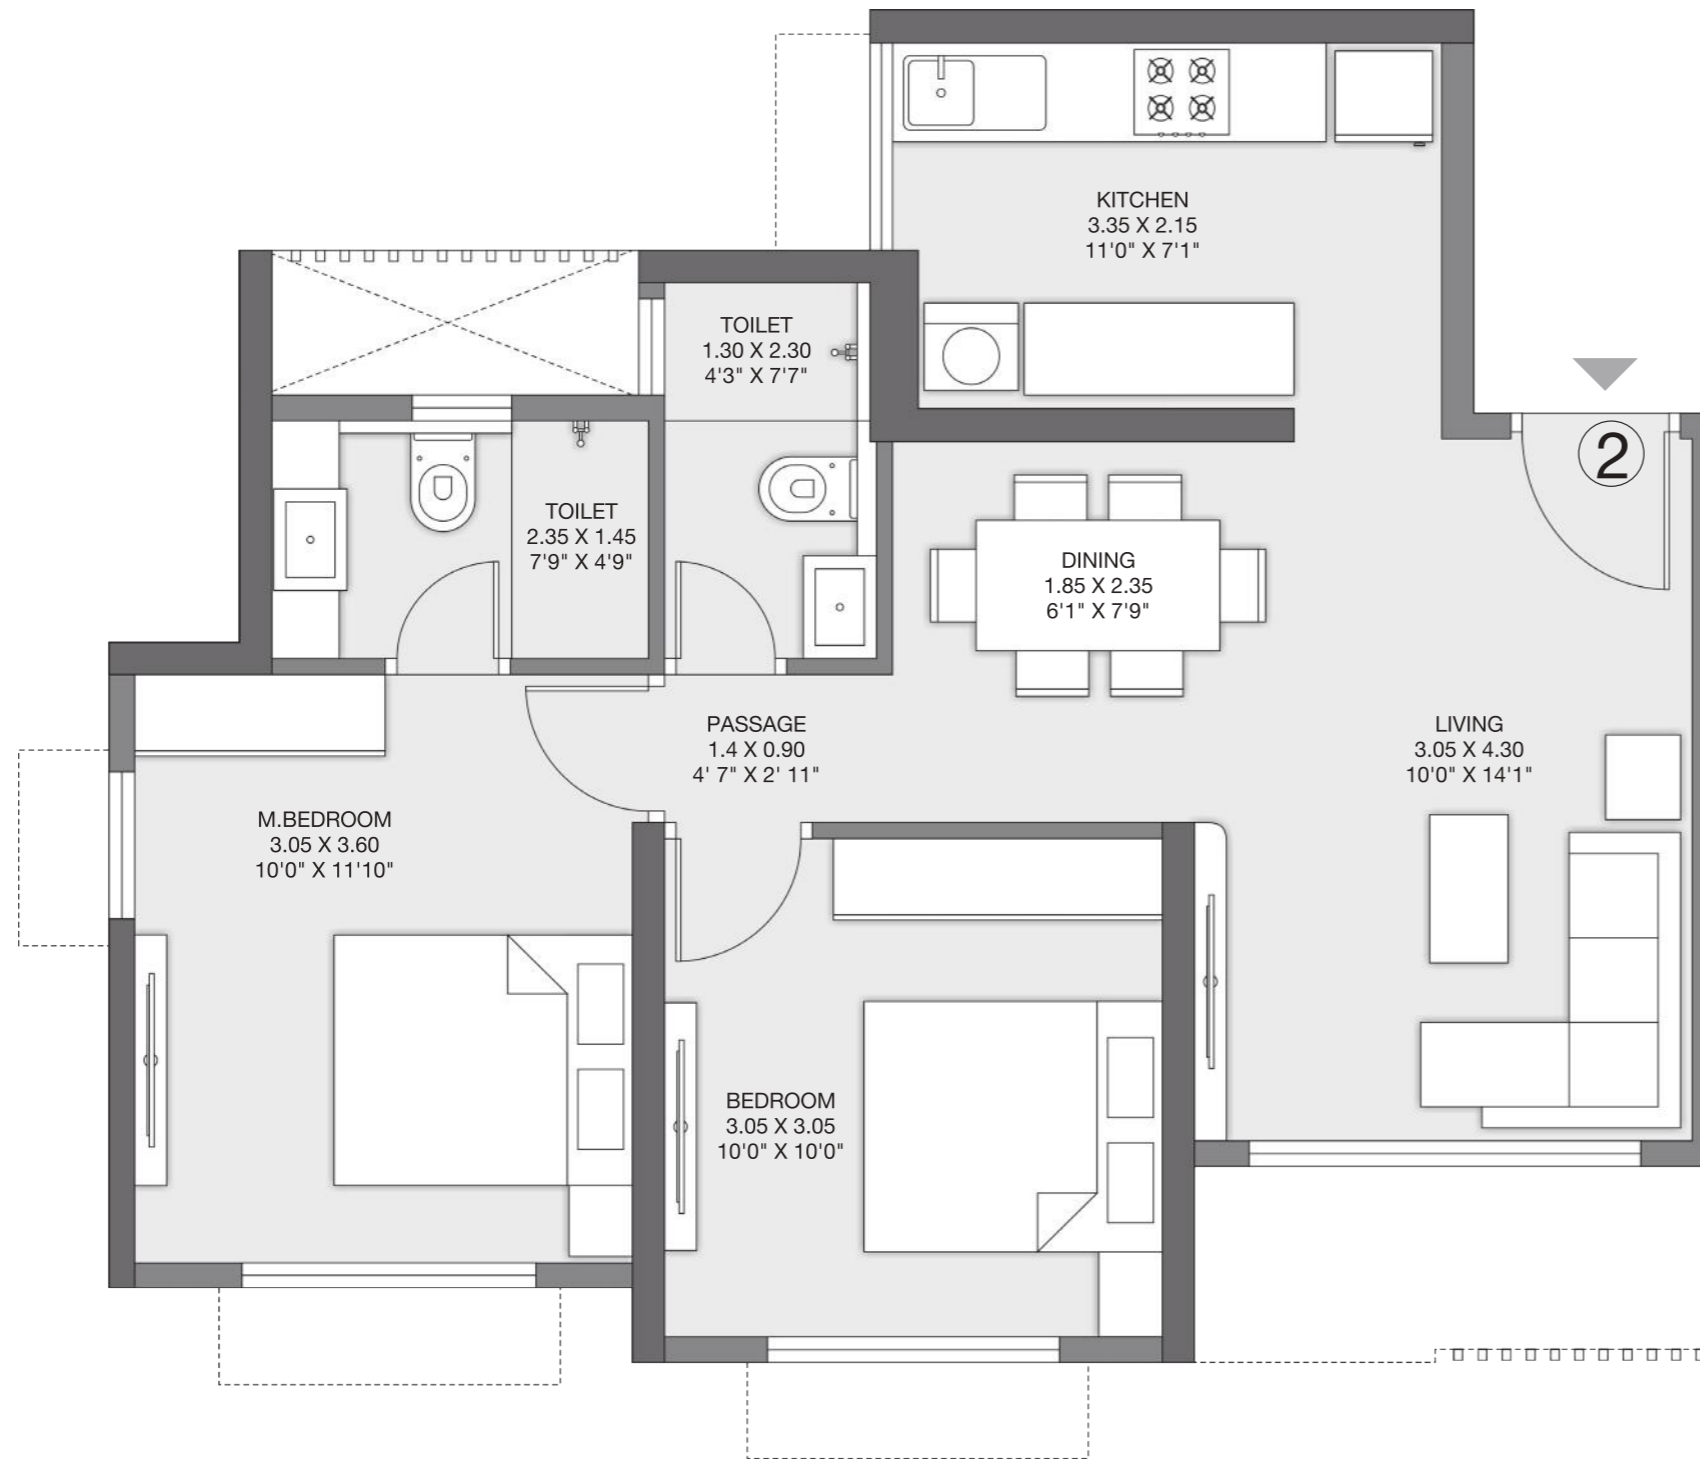 KITCHEN
3.35 X 2.15
11'0" X 7'1"
TOILET
1.30 X 2.30
4'3" X 7'7"
2
TOILET
2.35 X 1.45
7'9" X 4'9"
DINING
1.85 X 2.35
6'1" X 7'9"
PASSAGE
1.4 X 0.90
4' 7" X 2' 11"
LIVING
3.05 X 4.30
10'0" X 14'1"
M.BEDROOM
3.05 X 3.60
10'0" X 11'10"
BEDROOM
3.05 X 3.05
10'0" X 10'0"